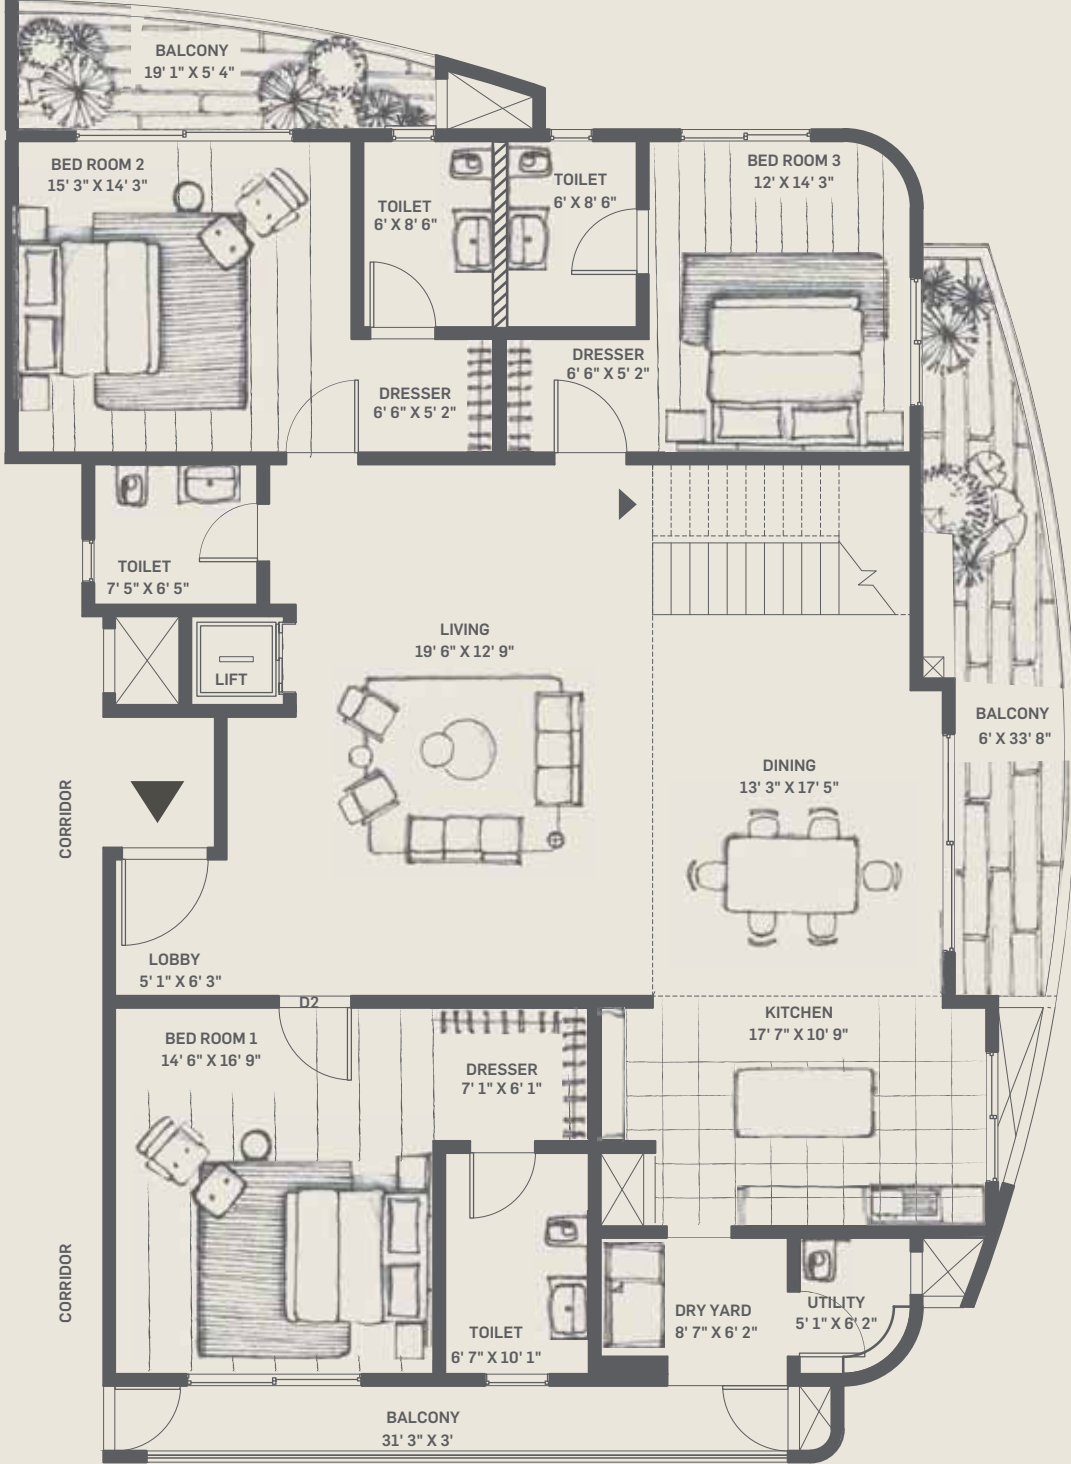 BALCONY
19' 1" X 5' 4"
BED ROOM 2
15' 3" X 14' 3"
TOILET
6' X 8' 6"
TOILET
6' X 8' 6"
BED ROOM 3
12' X 14' 3"
DRESSER
6' 6" X 5' 2"
DRESSER
6' 6" X 5' 2"
TOILET
7' 5" X 6' 5"
LIFT
LIVING
19' 6" X 12' 9"
BALCONY
6' X 33' 8"
DINING
13' 3" X 17' 5"
CORRIDOR
LOBBY
5' 1" X 6' 3"
D2
KITCHEN
17' 7" X 10' 9"
BED ROOM 1
14' 6" X 16' 9"
DRESSER
7' 1" X 6' 1"
CORRIDOR
TOILET
6' 7" X 10' 1"
DRY YARD
8' 7" X 6' 2"
UTILITY
5' 1" X 6' 2"
BALCONY
31' 3" X 3'